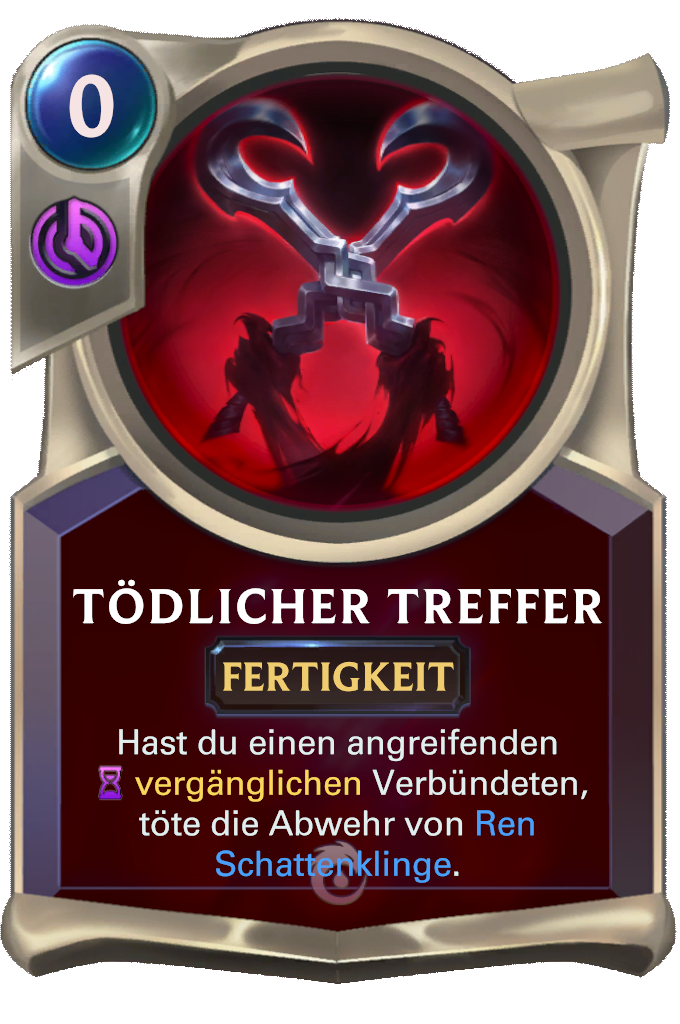 0
TÖDLICHER TREFFER
FERTIGKEIT
Hast du einen angreifenden
vergänglichen Verbündeten,
töte die Abwehr von Ren
Schattenklinge.